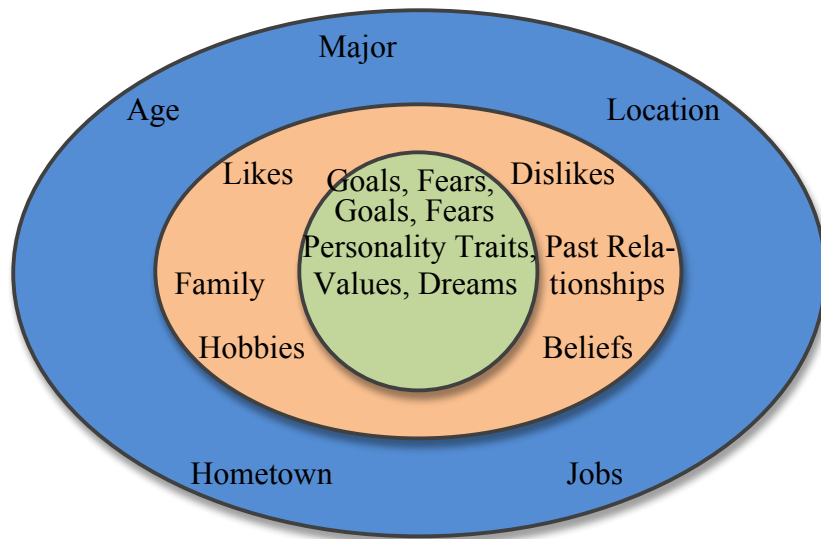 Major
Age
Location
Likes
Goals, Fears,
Dislikes
Goals, Fears
Personality Traits,
Past Rela-
Family
Values, Dreams
tionships
Hobbies
Beliefs
Hometown
Jobs